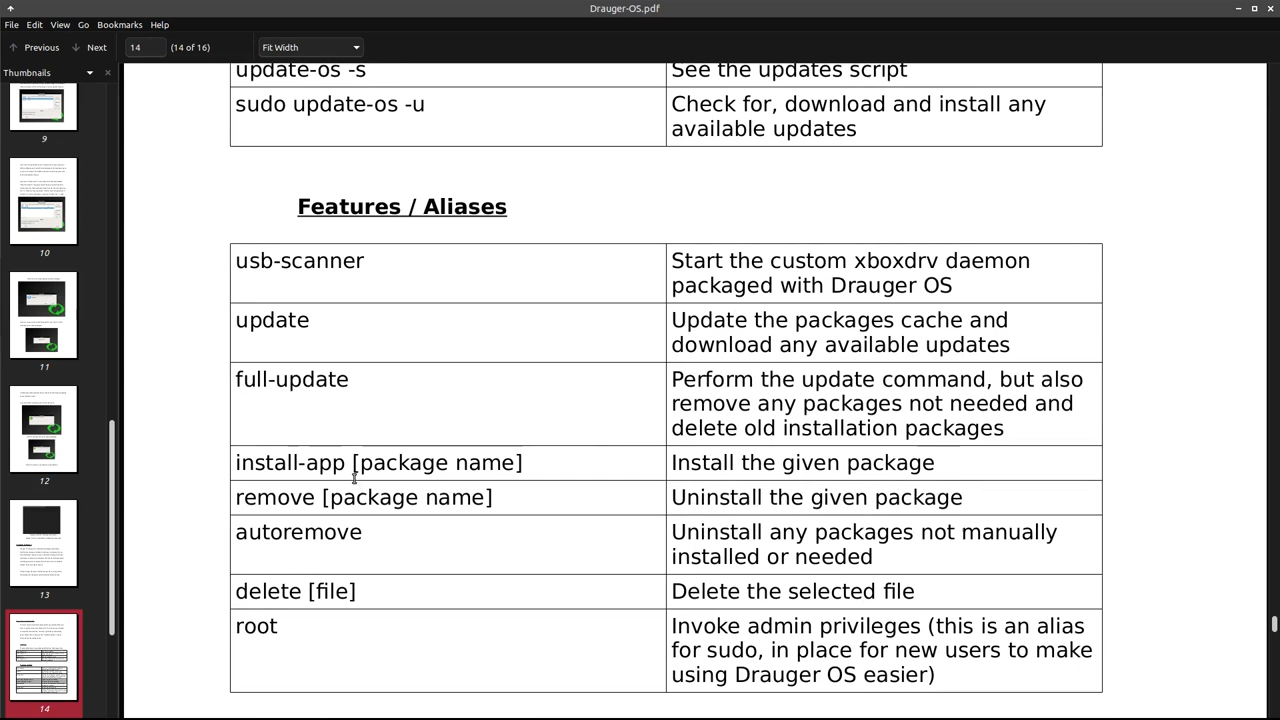 Drauger-OS.pdf
File Edit View Go Bookmarks Help
Previous Next 14 (14 of 16) Fit Width
Thumbnails
9
10
11
12
13
14
update-os -s See the updates script
sudo update-os -u Check for, download and install any
available updates
Features / Aliases
usb-scanner Start the custom xboxdrv daemon
packaged with Drauger OS
update Update the packages cache and
download any available updates
full-update Perform the update command, but also
remove any packages not needed and
delete old installation packages
install-app [package name] Install the given package
remove [package name] Uninstall the given package
autoremove Uninstall any packages not manually
installed or needed
delete [file] Delete the selected file
root Invoke admin privileges (this is an alias
for sudo, in place for new users to make
using Drauger OS easier)